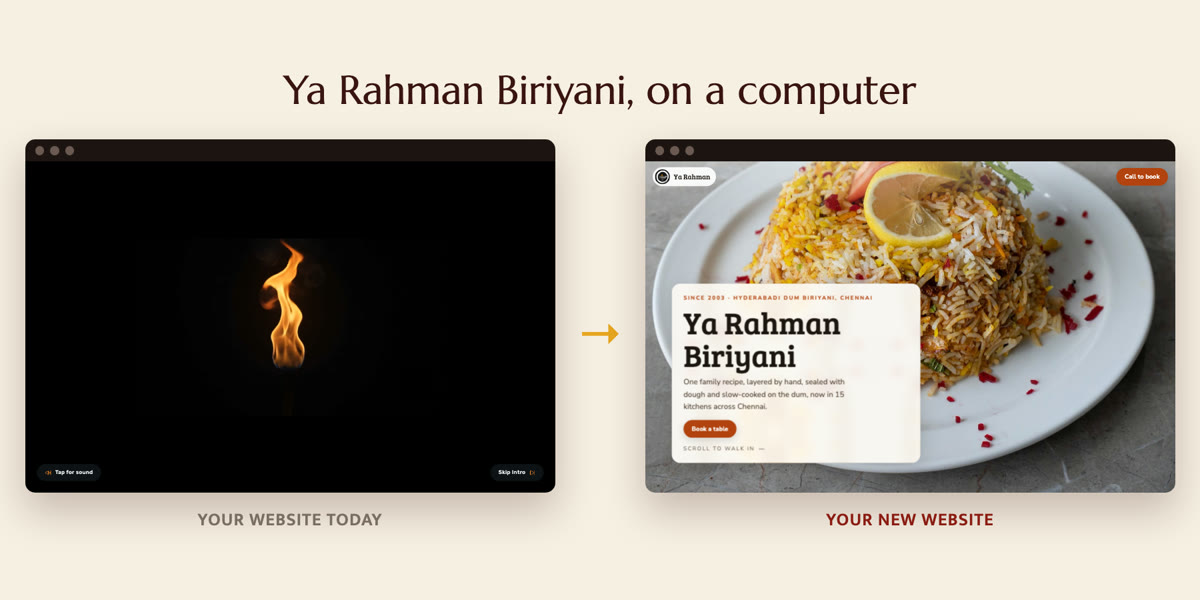 Ya Rahman Biriyani, on a computer
Tap for sound
Skip Intro
YOUR WEBSITE TODAY
Ya Rahman
Call to book
SINCE 2003 · HYDERABADI DUM BIRIYANI, CHENNAI
Ya Rahman
Biriyani
One family recipe, layered by hand, sealed with
dough and slow-cooked on the dum, now in 15
kitchens across Chennai.
Book a table
SCROLL TO WALK IN —
YOUR NEW WEBSITE